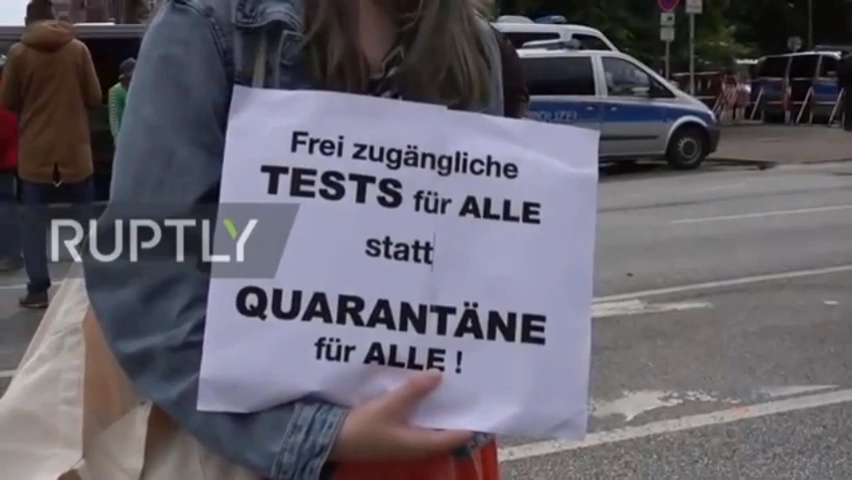 Frei zugängliche
TESTS für ALLE
statt
QUARANTÄNE
für ALLE !
RUPTLY
POLIZEI